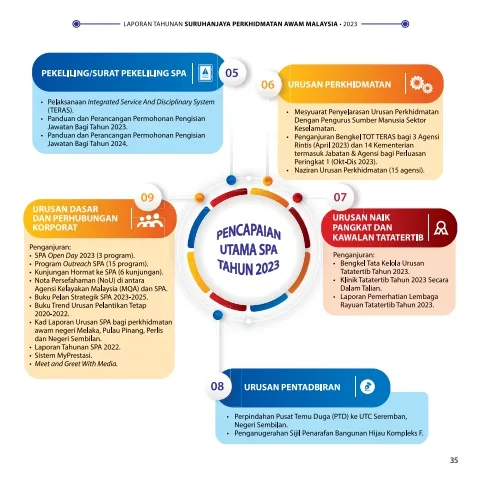 LAPORAN TAHUNAN SURUHANJAYA PERKHIDMATAN AWAM MALAYSIA • 2023
PEKELILING/SURAT PEKELILING SPA
05
• Pelaksanaan Integrated Service And Disciplinary System
(TERAS).
• Panduan dan Perancangan Permohonan Pengisian
Jawatan Bagi Tahun 2023.
• Panduan dan Perancangan Permohonan Pengisian
Jawatan Bagi Tahun 2024.
06
URUSAN PERKHIDMATAN
• Mesyuarat Penyelarasan Urusan Perkhidmatan
Dengan Pengurus Sumber Manusia Sektor
Keselamatan.
• Penganjuran Bengkel TOT TERAS bagi 3 Agensi
Rintis (April 2023) dan 14 Kementerian
termasuk Jabatan & Agensi bagi Perluasan
Peringkat 1 (Okt-Dis 2023).
• Naziran Urusan Perkhidmatan (15 agensi).
09
URUSAN DASAR
DAN PERHUBUNGAN
KORPORAT
Penganjuran:
• SPA Open Day 2023 (3 program).
• Program Outreach SPA (15 program).
• Kunjungan Hormat ke SPA (6 kunjungan).
• Nota Persefahaman (NoU) di antara
Agensi Kelayakan Malaysia (MQA) dan SPA.
• Buku Pelan Strategik SPA 2023-2025.
• Buku Trend Urusan Pelantikan Tetap
2020-2022.
• Kad Laporan Urusan SPA bagi perkhidmatan
awam negeri Melaka, Pulau Pinang, Perlis
dan Negeri Sembilan.
• Laporan Tahunan SPA 2022.
• Sistem MyPrestasi.
• Meet and Greet With Media.
PENCAPAIAN
UTAMA SPA
TAHUN 2023
07
URUSAN NAIK
PANGKAT DAN
KAWALAN TATATERTIB
Penganjuran:
• Bengkel Tata Kelola Urusan
Tatatertib Tahun 2023.
• Klinik Tatatertib Tahun 2023 Secara
Dalam Talian.
• Laporan Pemerhatian Lembaga
Rayuan Tatatertib Tahun 2023.
08
URUSAN PENTADBIRAN
• Perpindahan Pusat Temu Duga (PTD) ke UTC Seremban,
Negeri Sembilan.
• Penganugerahan Sijil Penarafan Bangunan Hijau Kompleks F.
35